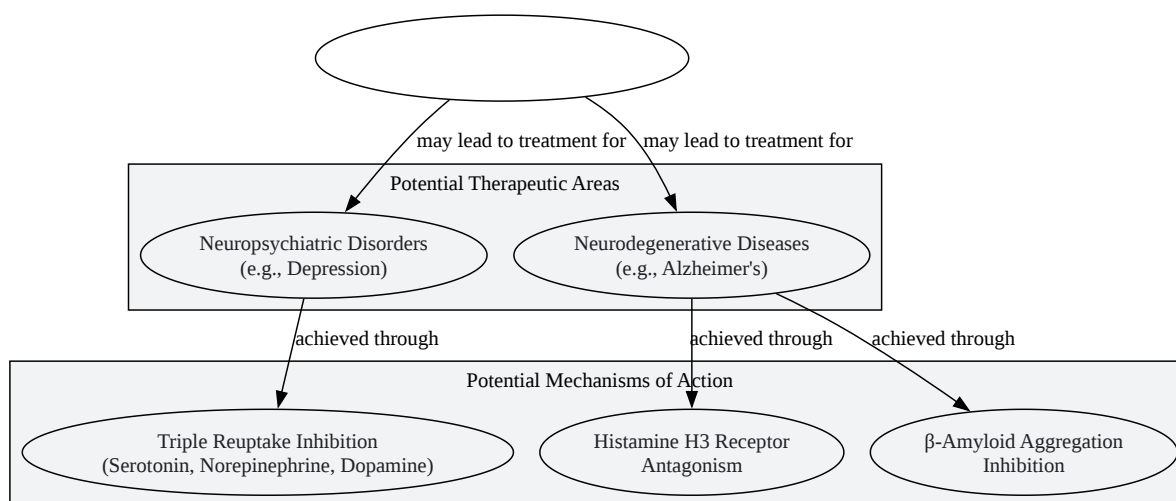 may lead to treatment for
may lead to treatment for
Potential Therapeutic Areas
Neuropsychiatric Disorders
(e.g., Depression)
Neurodegenerative Diseases
(e.g., Alzheimer's)
achieved through
achieved through
achieved through
Potential Mechanisms of Action
Triple Reuptake Inhibition
(Serotonin, Norepinephrine, Dopamine)
Histamine H3 Receptor
Antagonism
β-Amyloid Aggregation
Inhibition